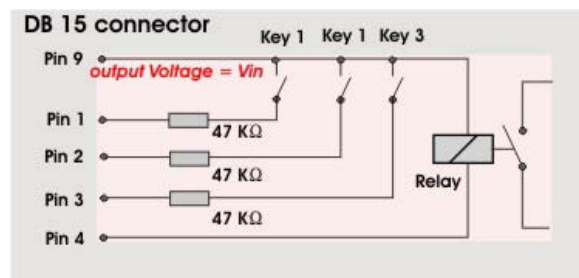 DB 15 connector
Key 1 Key 1 Key 3
Pin 9
output Voltage = Vin
Pin 1
47 KΩ
Pin 2
47 KΩ
Relay
Pin 3
47 KΩ
Pin 4